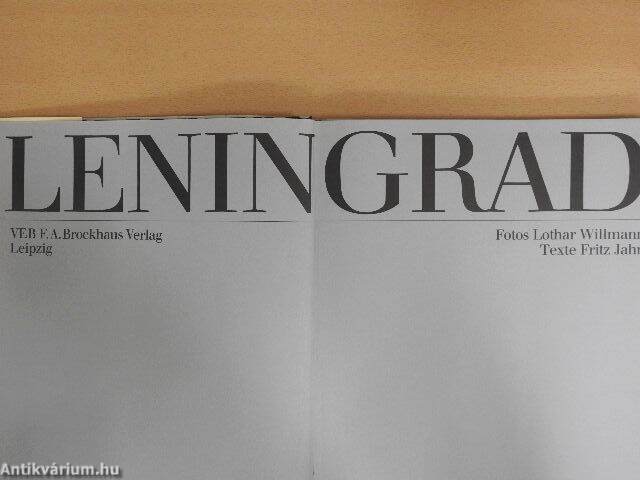 LENINGRAD
VEB F. A. Brockhaus Verlag
Leipzig
Fotos Lothar Willmann
Texte Fritz Jahn
Antikvárium.hu